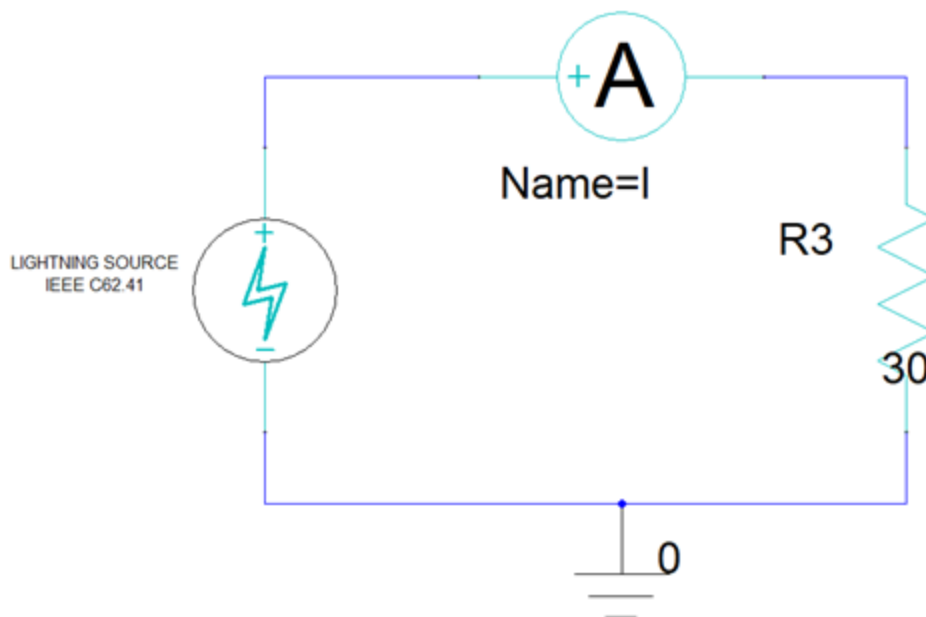 +
A
Name=I
R3
LIGHTNING SOURCE
IEEE C62.41
+
−
30
0